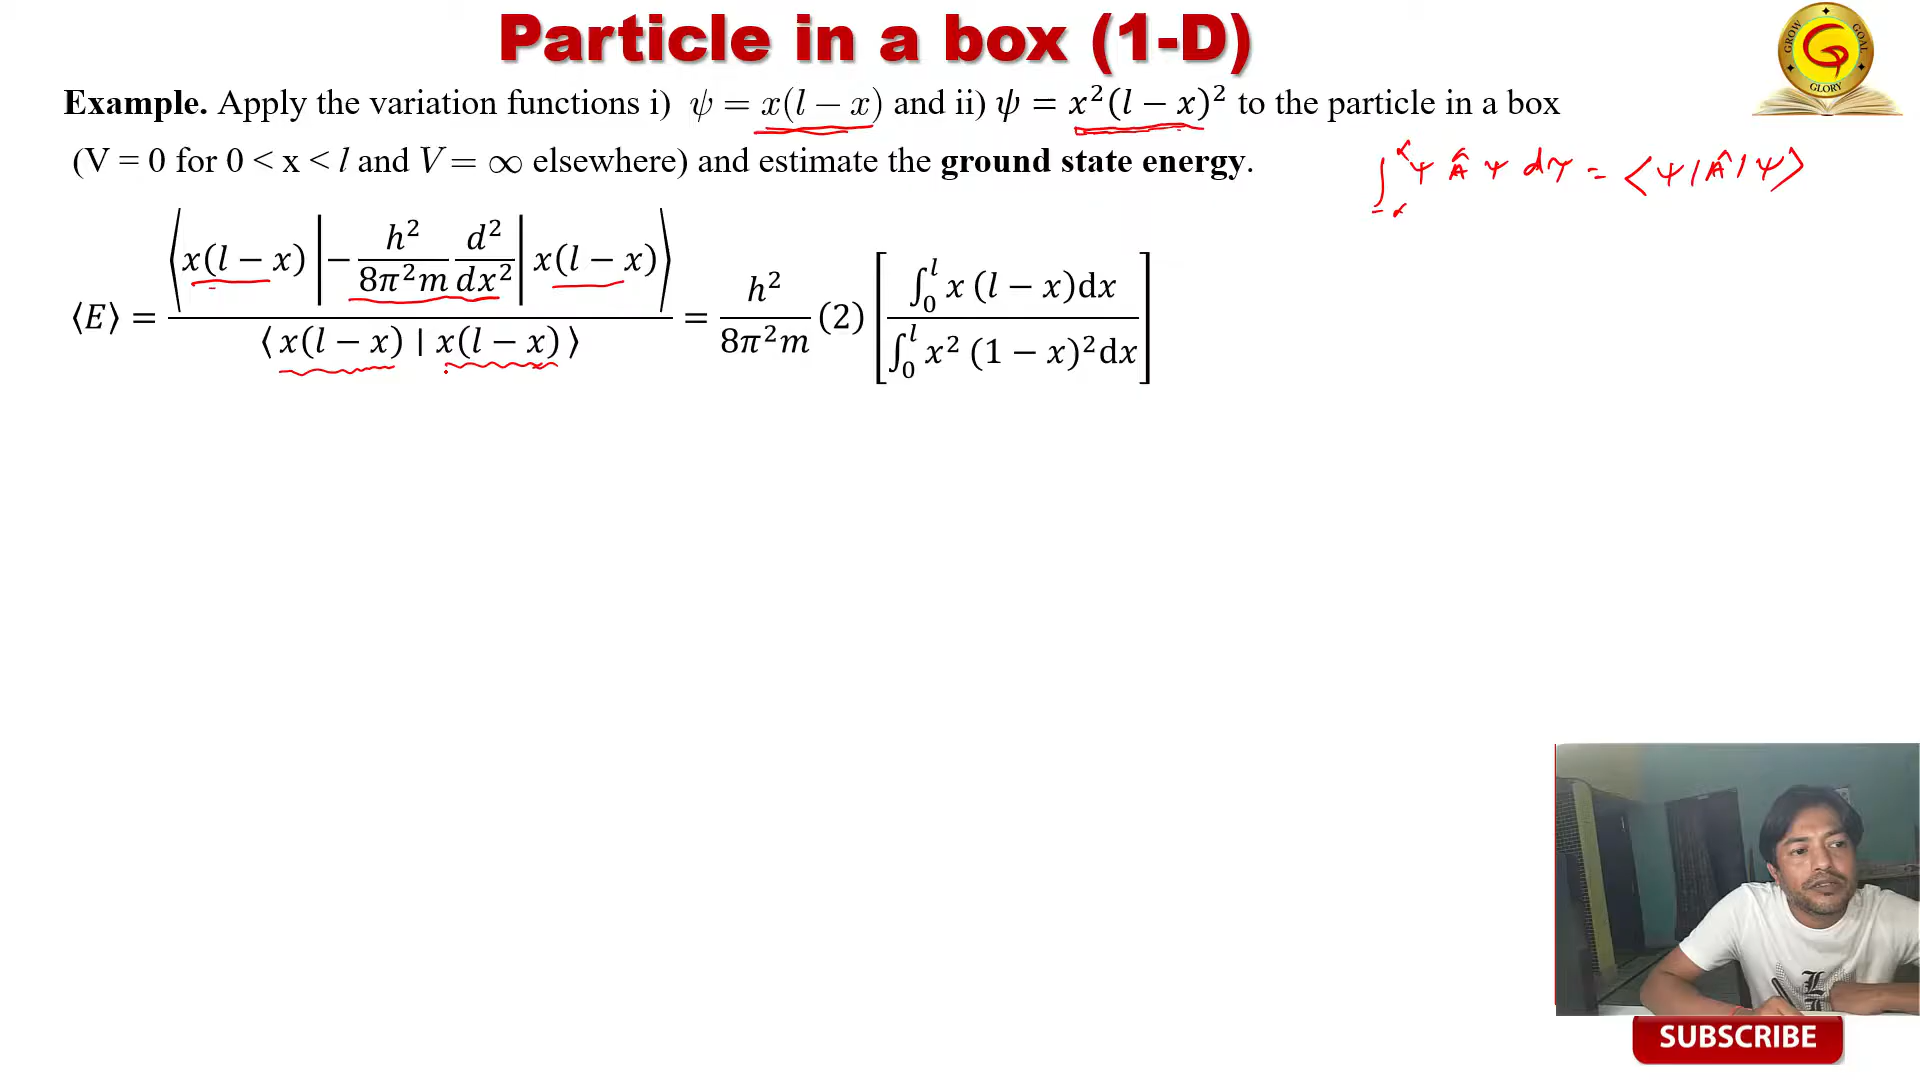 Particle in a box (1-D)
GROW GOAL
GLORY
Example. Apply the variation functions i) ψ = x(l − x) and ii) ψ = x²(l − x)² to the particle in a box
(V = 0 for 0 < x < l and V = ∞ elsewhere) and estimate the ground state energy.
∫_{-α}^{α} ψ Â ψ dτ = ⟨ψ|Â|ψ⟩
⟨E⟩ = ⟨x(l − x)|−h²/8π²m d²/dx²|x(l − x)⟩ / ⟨x(l − x) | x(l − x)⟩ = h²/8π²m (2) [∫₀ˡ x (l − x)dx / ∫₀ˡ x² (1 − x)²dx]
SUBSCRIBE